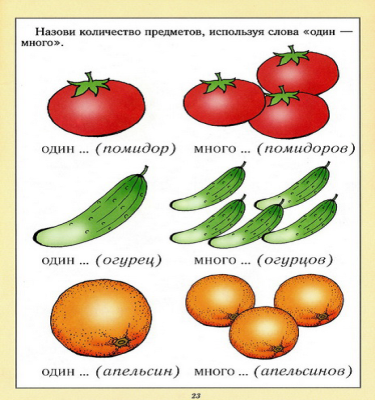 Назови количество предметов, используя слова «один —
много».
один ... (помидор) много ... (помидоров)
один ... (огурец) много ... (огурцов)
один ... (апельсин) много ... (апельсинов)
23